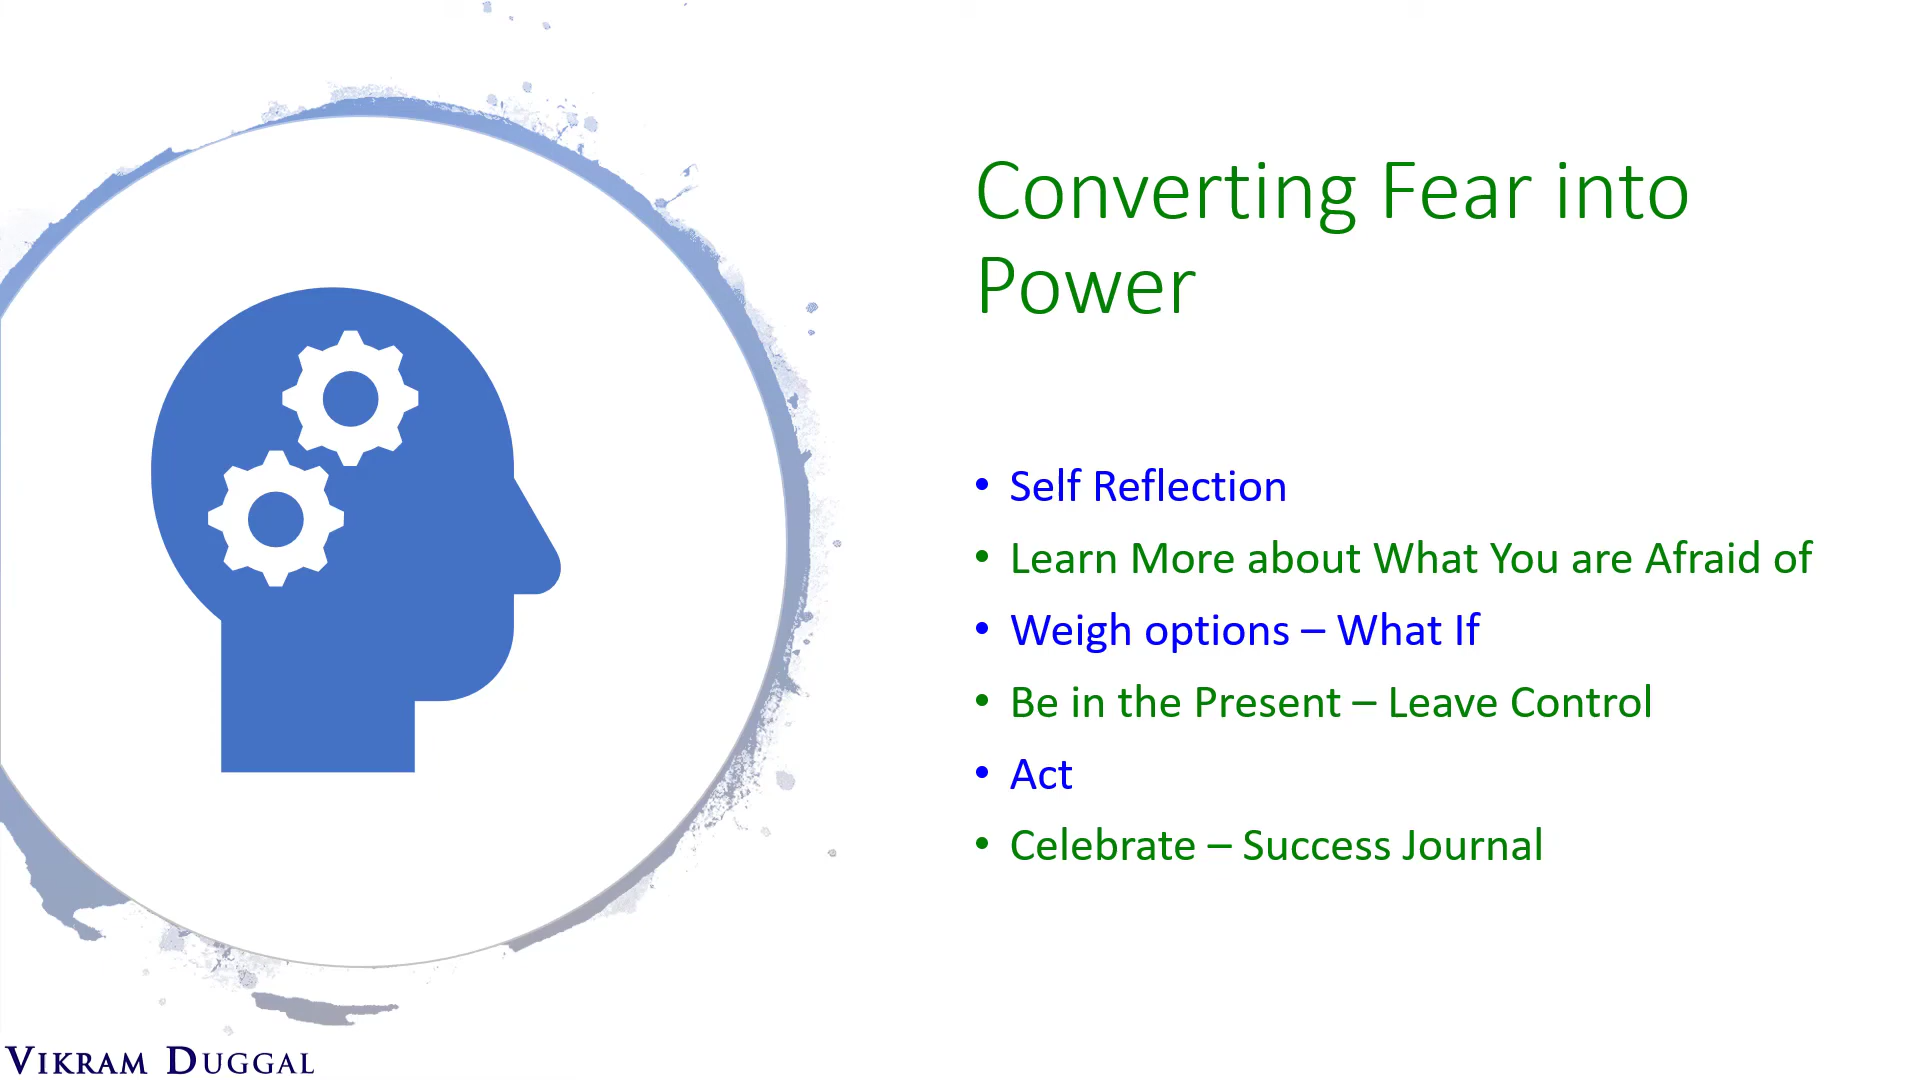 Converting Fear into
Power
• Self Reflection
• Learn More about What You are Afraid of
• Weigh options – What If
• Be in the Present – Leave Control
• Act
• Celebrate – Success Journal
VIKRAM DUGGAL